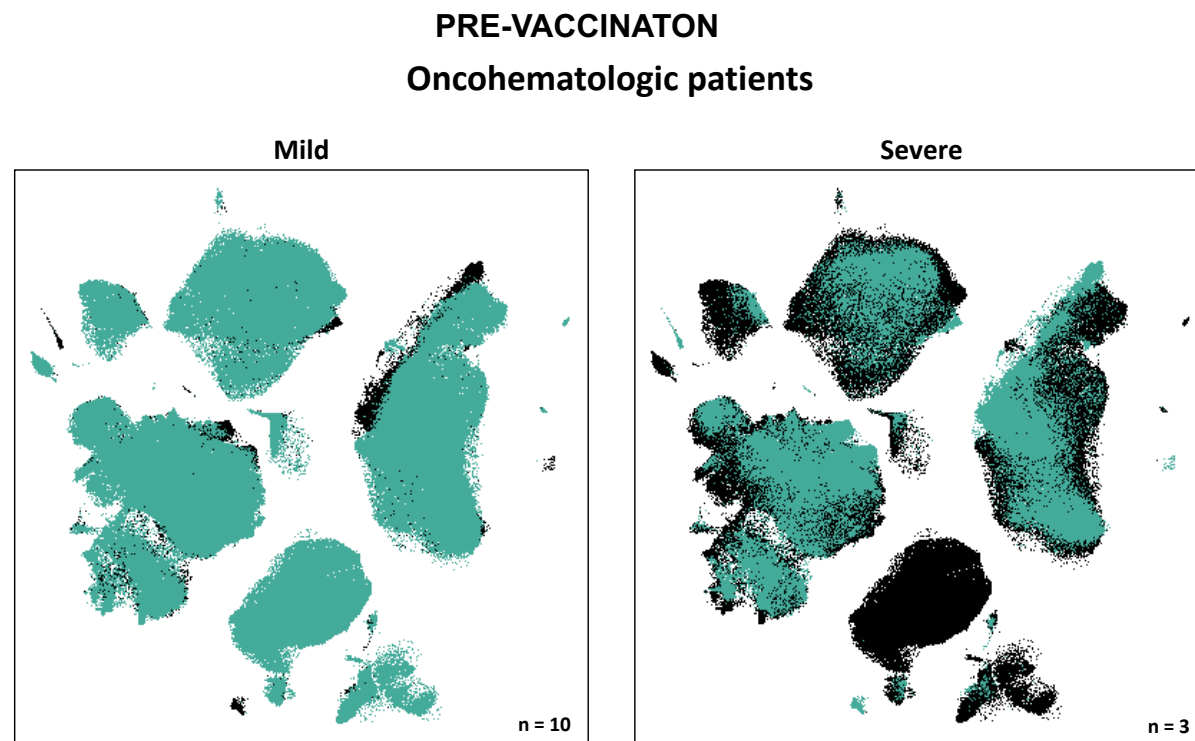 PRE-VACCINATON
Oncohematologic patients
Mild
Severe
n = 10
n = 3